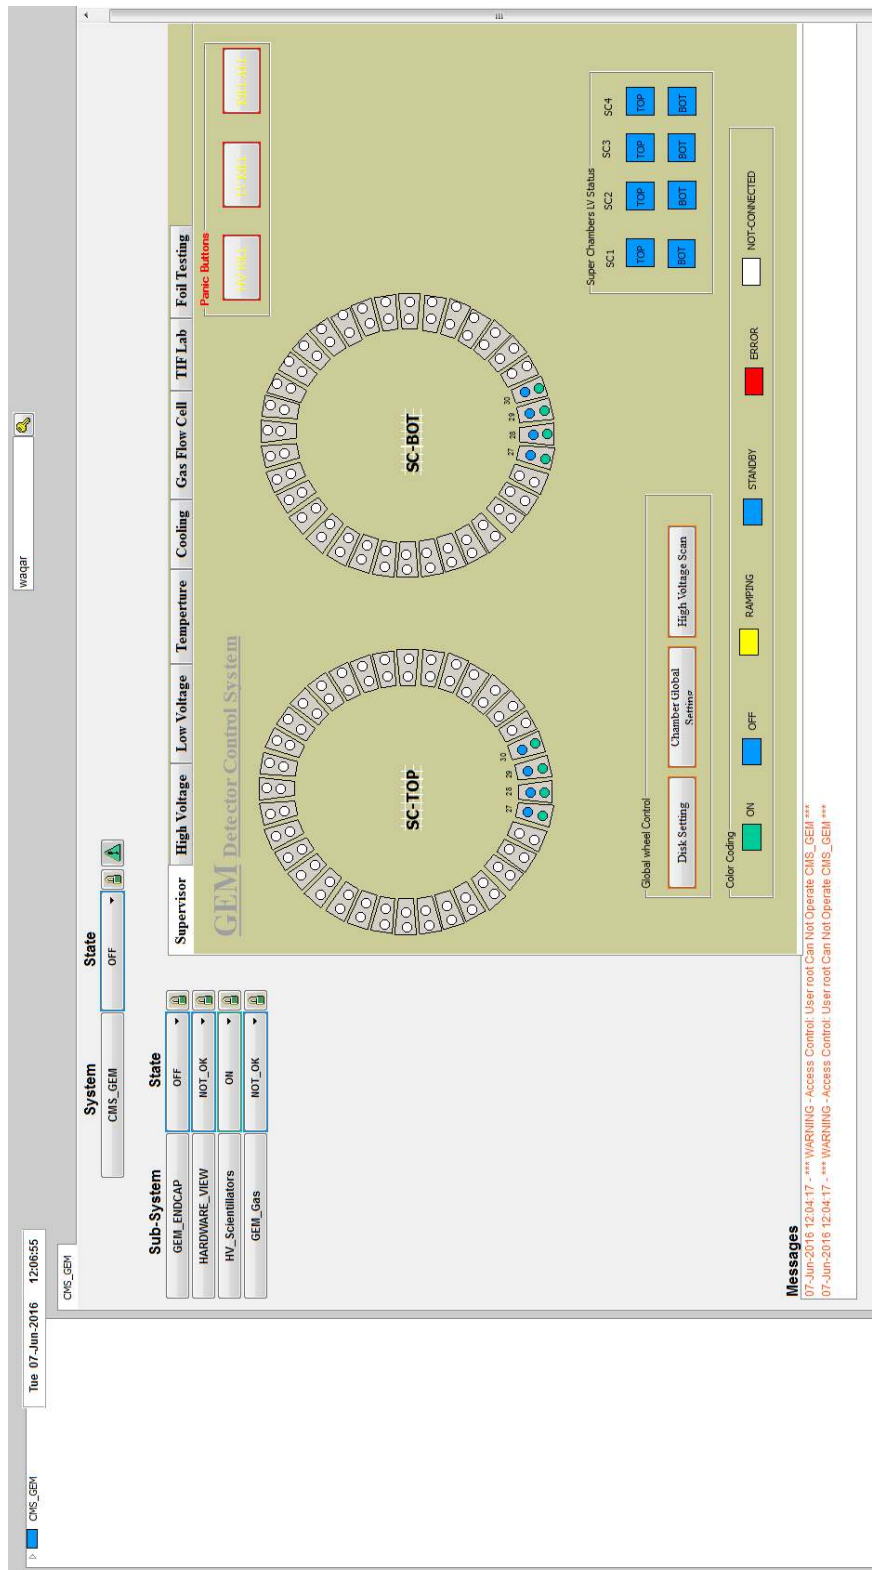 waqar
Tue 07-Jun-2016 12:06:55
CMS_GEM
CMS_GEM
System State
CMS_GEM OFF
Sub-System State
GEM_ENDCAP OFF
HARDWARE_VIEW NOT_OK
HV_Scientillators ON
GEM_Gas NOT_OK
Supervisor High Voltage Low Voltage Temperture Cooling Gas Flow Cell TIF Lab Foil Testing
GEM Detector Control System
Panic Buttons
SC-TOP
27 28 29 30
SC-BOT
27 28 29 30
Global wheel Control
Disk Setting
Chamber Global
Setting
High Voltage Scan
Super Chambers LV Status
SC1 SC2 SC3 SC4
TOP TOP TOP TOP
BOT BOT BOT BOT
Color Coding
ON OFF RAMPING STANDBY ERROR NOT-CONNECTED
Messages
07-Jun-2016 12:04:17 - *** WARNING - Access Control: User root Can Not Operate CMS_GEM ***
07-Jun-2016 12:04:17 - *** WARNING - Access Control: User root Can Not Operate CMS_GEM ***